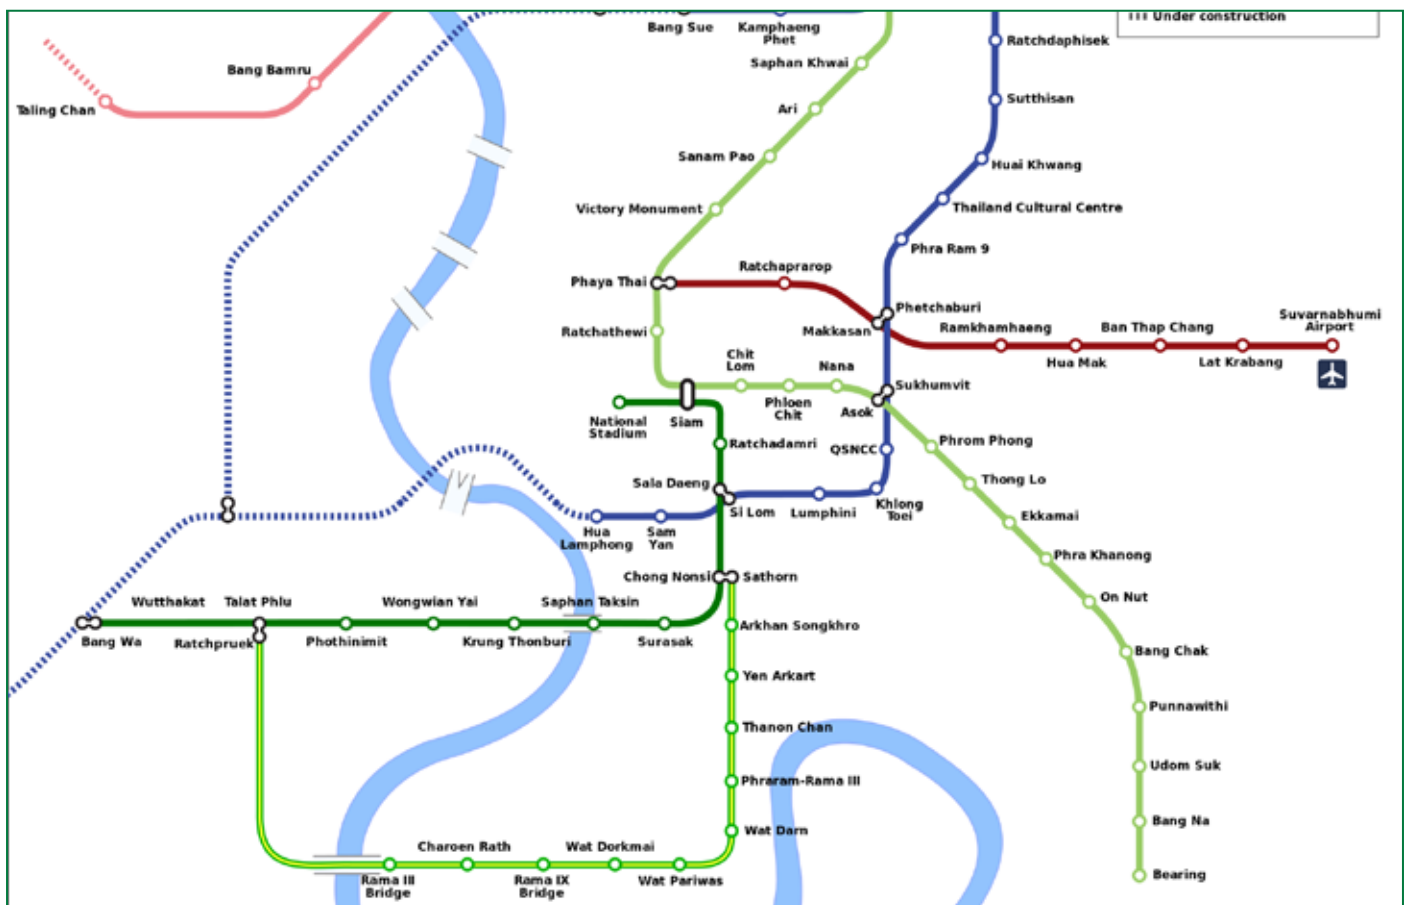 Under construction
Bang Sue
Kamphaeng
Phet
Ratchdaphisek
Saphan Khwai
Bang Bamru
Taling Chan
Ari
Sutthisan
Sanam Pao
Huai Khwang
Victory Monument
Thailand Cultural Centre
Phra Ram 9
Phaya Thai
Ratchaprarop
Phetchaburi
Makkasan
Ramkhamhaeng
Hua Mak
Ban Thap Chang
Lat Krabang
Suvarnabhumi
Airport
Ratchathewi
Chit
Lom
Nana
Phloen
Chit
Sukhumvit
Asok
National
Stadium
Siam
Ratchadamri
QSNCC
Phrom Phong
Thong Lo
Sala Daeng
Si Lom
Lumphini
Khlong
Toei
Ekkamai
Hua
Lamphong
Sam
Yan
Phra Khanong
Chong Nonsi
Sathorn
On Nut
Wutthakat
Talat Phlu
Wongwian Yai
Saphan Taksin
Bang Wa
Ratchpruek
Phothinimit
Krung Thonburi
Surasak
Arkhan Songkhro
Bang Chak
Yen Arkart
Punnawithi
Thanon Chan
Udom Suk
Phraram-Rama III
Bang Na
Wat Darn
Charoen Rath
Wat Dorkmai
Rama III
Bridge
Rama IX
Bridge
Wat Pariwas
Bearing